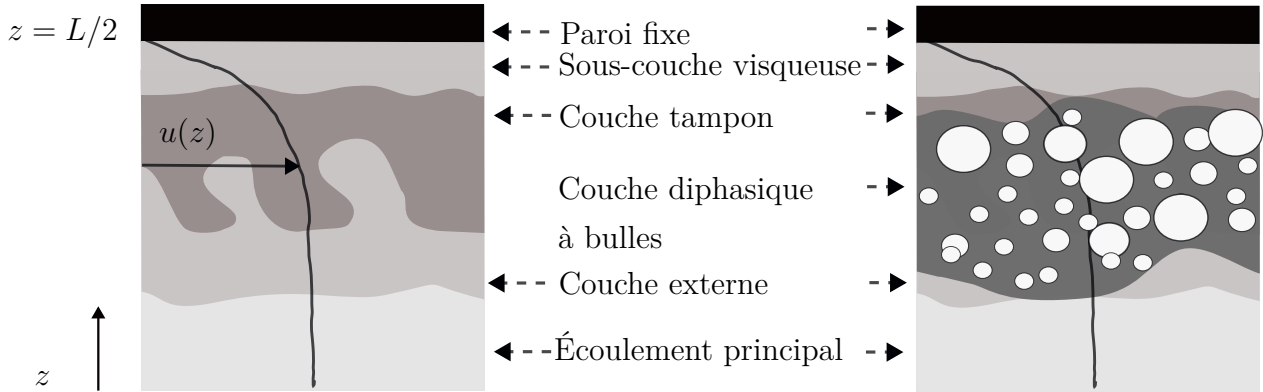 z = L/2
Paroi fixe
Sous-couche visqueuse
Couche tampon
u(z)
Couche diphasique
à bulles
Couche externe
Écoulement principal
z